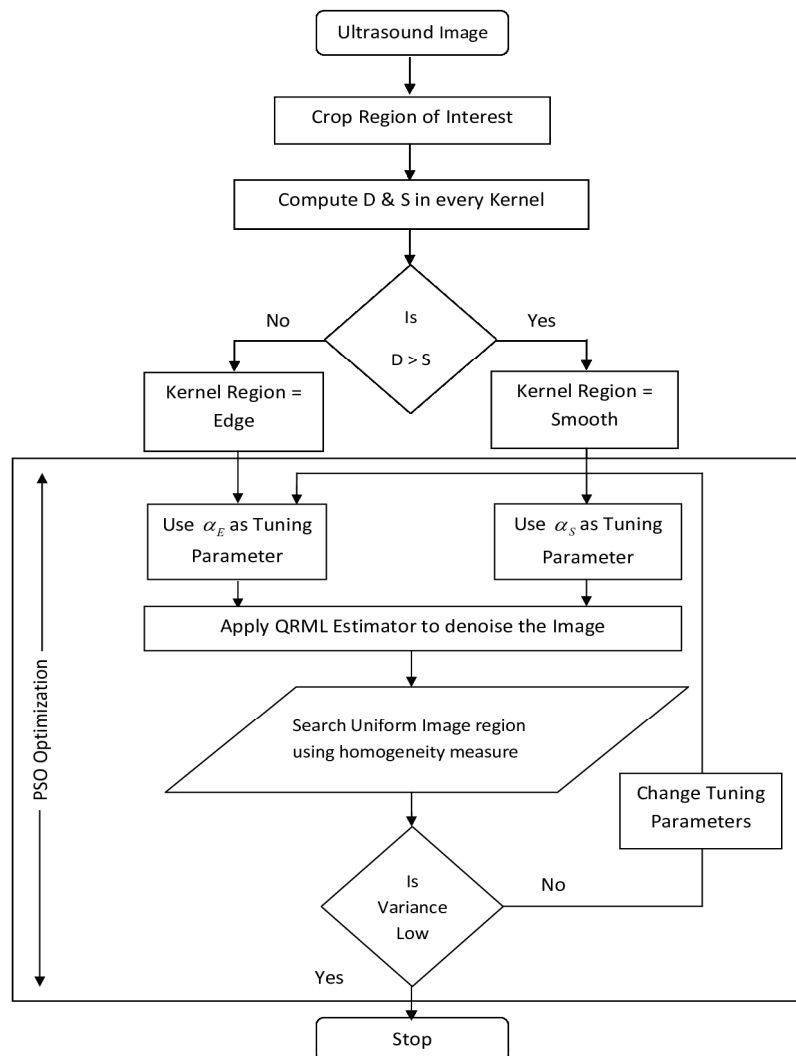 Ultrasound Image
Crop Region of Interest
Compute D & S in every Kernel
Is
D > S
No
Yes
Kernel Region =
Edge
Kernel Region =
Smooth
Use α_E as Tuning
Parameter
Use α_S as Tuning
Parameter
Apply QRML Estimator to denoise the Image
Search Uniform Image region
using homogeneity measure
PSO Optimization
Change Tuning
Parameters
Is
Variance
Low
No
Yes
Stop